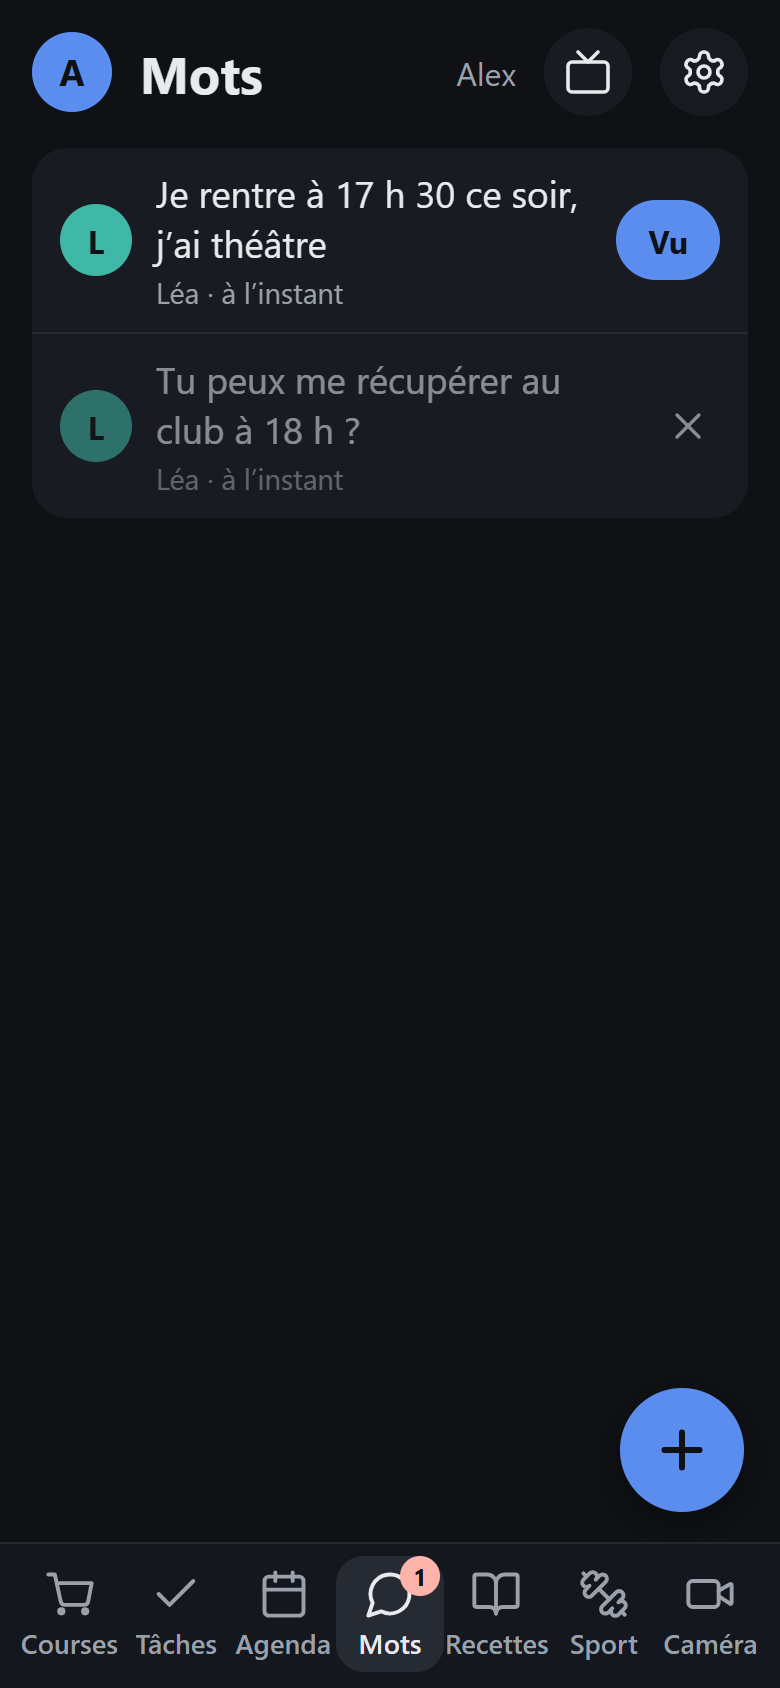 A
Mots
Alex
L
Je rentre à 17 h 30 ce soir,
j’ai théâtre
Léa · à l’instant
Vu
L
Tu peux me récupérer au
club à 18 h ?
Léa · à l’instant
1
Courses
Tâches
Agenda
Mots
Recettes
Sport
Caméra